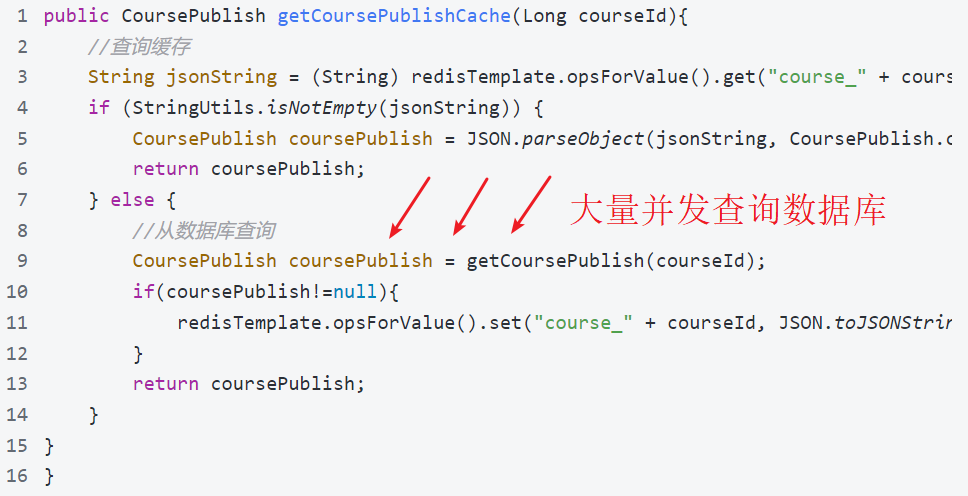 1 public CoursePublish getCoursePublishCache(Long courseId){
2 //查询缓存
3 String jsonString = (String) redisTemplate.opsForValue().get("course_" + cours
4 if (StringUtils.isNotEmpty(jsonString)) {
5 CoursePublish coursePublish = JSON.parseObject(jsonString, CoursePublish.c
6 return coursePublish;
7 } else {
大量并发查询数据库
8 //从数据库查询
9 CoursePublish coursePublish = getCoursePublish(courseId);
10 if(coursePublish!=null){
11 redisTemplate.opsForValue().set("course_" + courseId, JSON.toJSONStrin
12 }
13 return coursePublish;
14 }
15 }
16 }